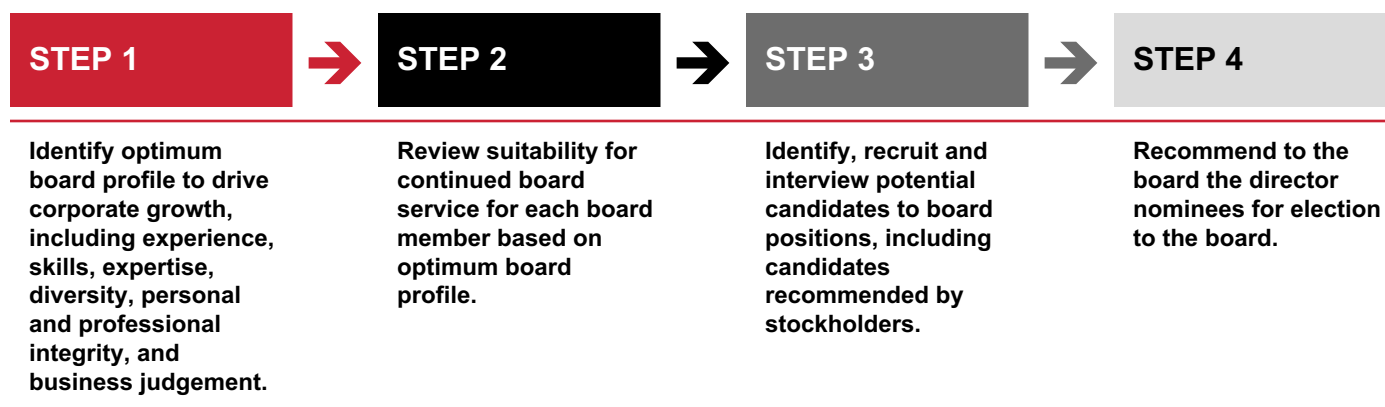 STEP 1
Identify optimum
board profile to drive
corporate growth,
including experience,
skills, expertise,
diversity, personal
and professional
integrity, and
business judgement.
STEP 2
Review suitability for
continued board
service for each board
member based on
optimum board
profile.
STEP 3
Identify, recruit and
interview potential
candidates to board
positions, including
candidates
recommended by
stockholders.
STEP 4
Recommend to the
board the director
nominees for election
to the board.